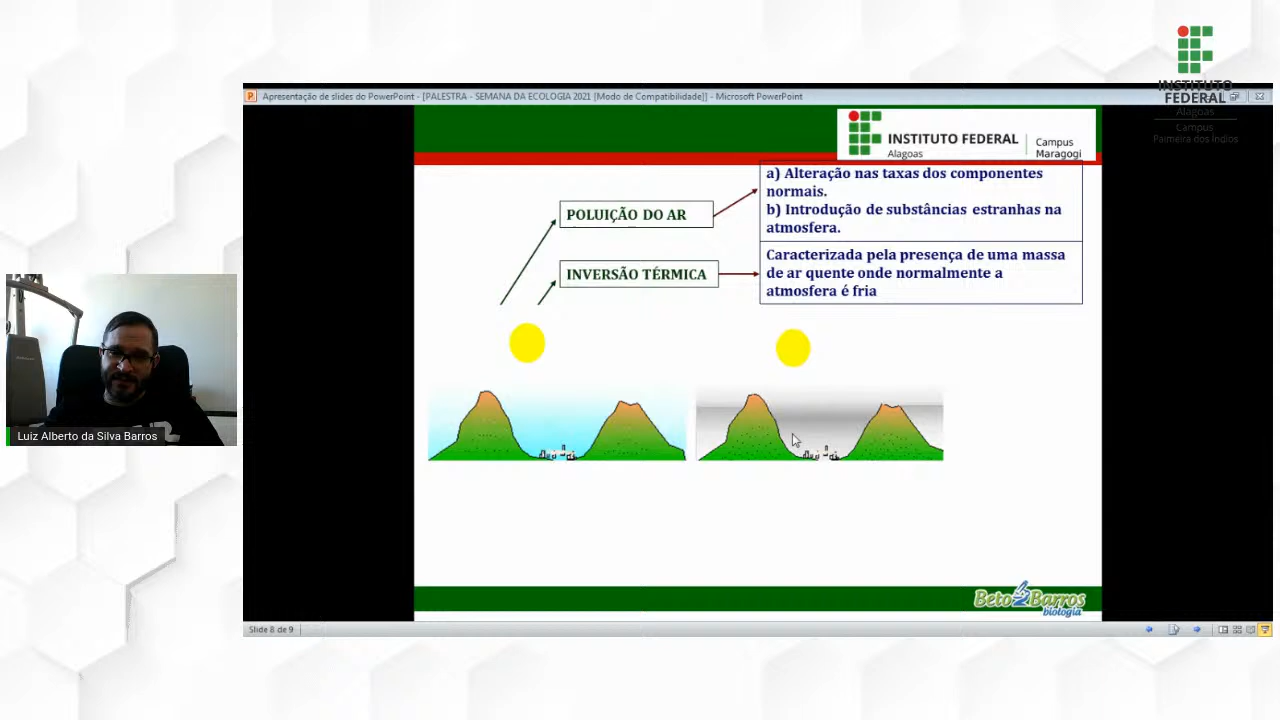 INSTITUTO
FEDERAL
Alagoas
Campus
Palmeira dos Índios
Apresentação de slides do PowerPoint - [PALESTRA - SEMANA DA ECOLOGIA 2021 [Modo de Compatibilidade]] - Microsoft PowerPoint
INSTITUTO FEDERAL
Alagoas
Campus
Maragogi
a) Alteração nas taxas dos componentes
normais.
b) Introdução de substâncias estranhas na
atmosfera.
POLUIÇÃO DO AR
Caracterizada pela presença de uma massa
de ar quente onde normalmente a
atmosfera é fria
INVERSÃO TÉRMICA
Luiz Alberto da Silva Barros
Beto Barros
biologia
Slide 8 de 9